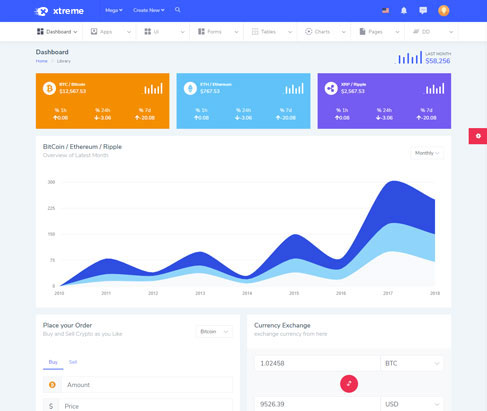 xtreme Mega Create New
Dashboard Apps UI Forms Tables Charts Pages DD
Dashboard
Home Library
LAST MONTH
$58,256
BTC / Bitcoin
$12,567.53
% 1h % 24h % 7d
0.08 -3.06 -20.08
ETH / Ethereum
$767.53
% 1h % 24h % 7d
0.08 -3.06 -20.08
XRP / Ripple
$2,567.53
% 1h % 24h % 7d
0.08 -3.06 -20.08
BitCoin / Ethereum / Ripple
Overview of Latest Month
Monthly
300
225
150
75
0
2010 2011 2012 2013 2014 2015 2016 2017 2018
Place your Order
Buy and Sell Crypto as you Like
Bitcoin
Buy Sell
Amount
$ Price
Currency Exchange
exchange currency from here
1.02458 BTC
9526.39 USD